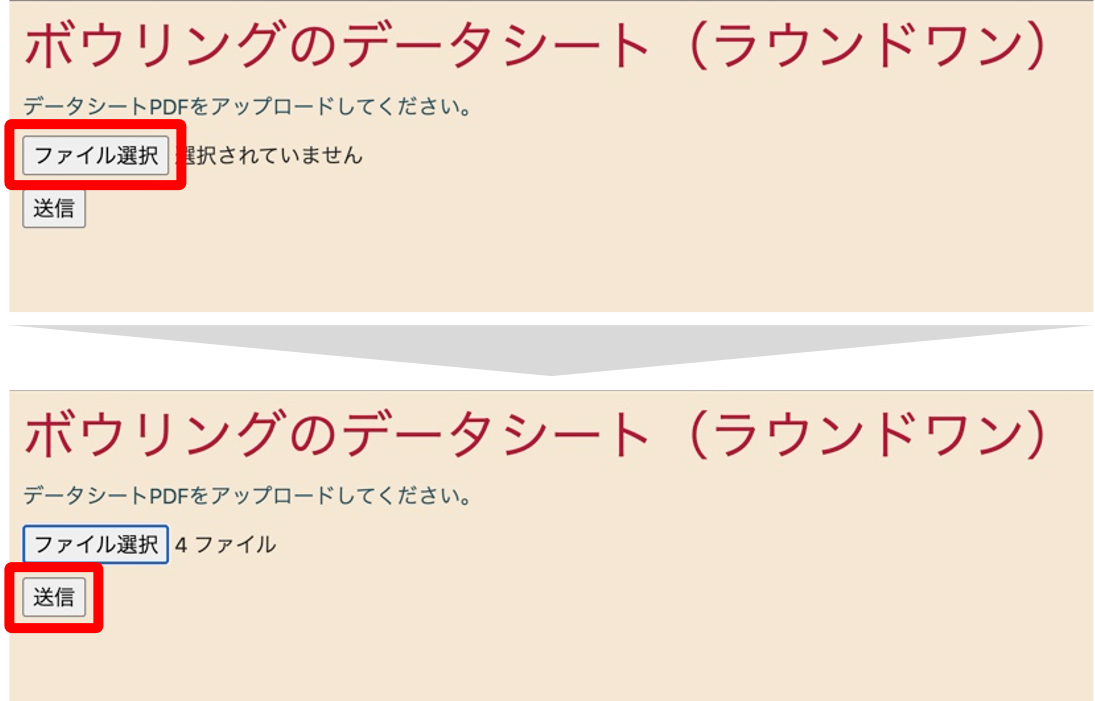 ボウリングのデータシート（ラウンドワン）
データシートPDFをアップロードしてください。
ファイル選択 選択されていません
送信
ボウリングのデータシート（ラウンドワン）
データシートPDFをアップロードしてください。
ファイル選択 4 ファイル
送信